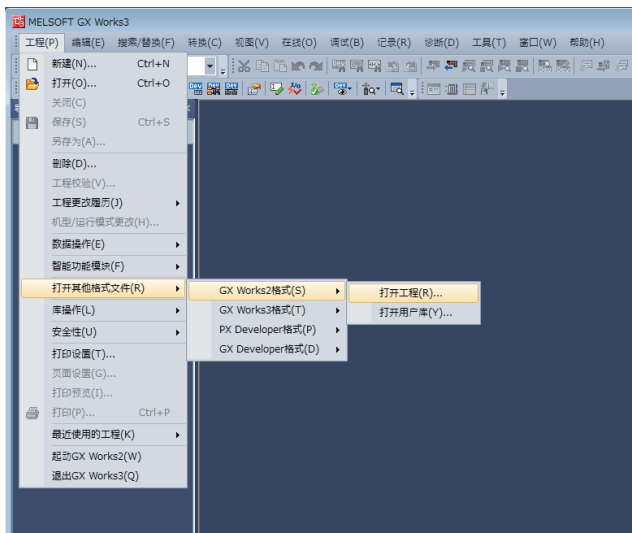 MELSOFT GX Works3
工程(P) 编辑(E) 搜索/替换(F) 转换(C) 视图(V) 在线(O) 调试(B) 记录(R) 诊断(D) 工具(T) 窗口(W) 帮助(H)
新建(N)... Ctrl+N
打开(O)... Ctrl+O
关闭(C)
保存(S) Ctrl+S
另存为(A)...
删除(D)...
工程校验(V)...
工程更改履历(J)
机型/运行模式更改(H)...
数据操作(E)
智能功能模块(F)
打开其他格式文件(R) GX Works2格式(S) 打开工程(R)...
库操作(L) GX Works3格式(T) 打开用户库(Y)...
安全性(U) PX Developer格式(P)
打印设置(T)... GX Developer格式(D)
页面设置(G)...
打印预览(I)...
打印(P)... Ctrl+P
最近使用的工程(K)
起动GX Works2(W)
退出GX Works3(Q)